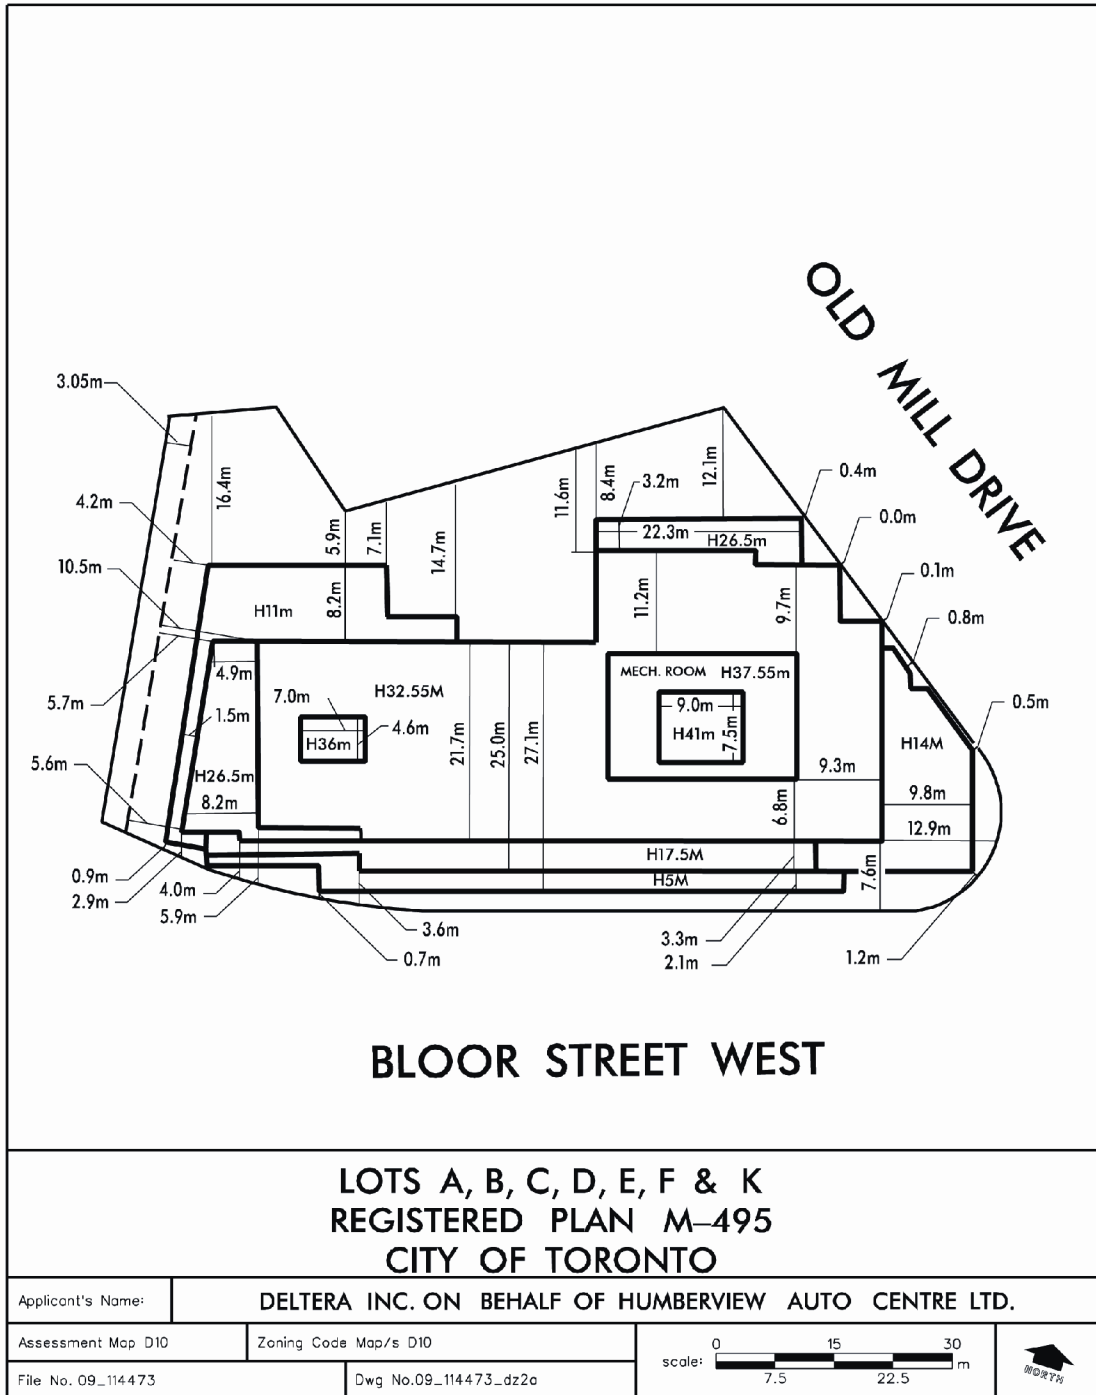 OLD MILL DRIVE
3.05m
4.2m
16.4m
10.5m
5.9m
7.1m
14.7m
11.6m
8.4m
3.2m
12.1m
0.4m
22.3m
H26.5m
0.0m
H11m
8.2m
11.2m
9.7m
0.1m
0.8m
4.9m
5.7m
1.5m
7.0m
H32.55M
MECH. ROOM H37.55m
9.0m
0.5m
H36m
4.6m
21.7m
25.0m
27.1m
H41m
7.5m
H14M
5.6m
H26.5m
8.2m
9.3m
6.8m
9.8m
12.9m
H17.5M
H5M
7.6m
0.9m
2.9m
4.0m
5.9m
3.6m
0.7m
3.3m
2.1m
1.2m
BLOOR STREET WEST
LOTS A, B, C, D, E, F & K
REGISTERED PLAN M–495
CITY OF TORONTO
Applicant's Name:
DELTERA INC. ON BEHALF OF HUMBERVIEW AUTO CENTRE LTD.
Assessment Map D10
Zoning Code Map/s D10
File No. 09_114473
Dwg No.09_114473_dz2a
scale:
0 15 30
m
7.5 22.5
NORTH